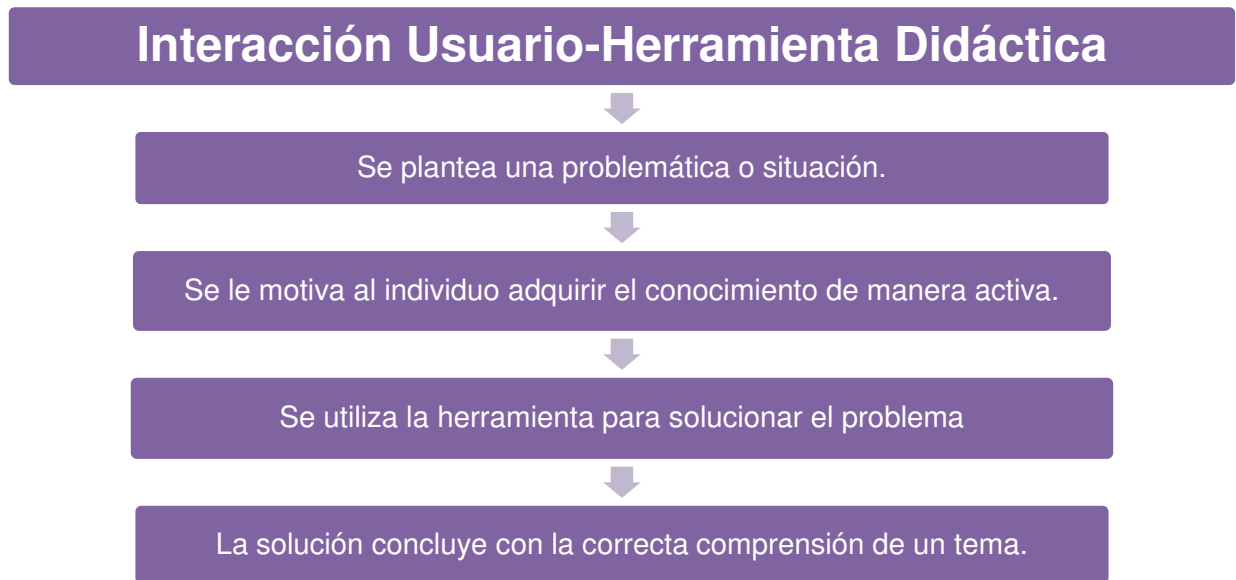 Interacción Usuario-Herramienta Didáctica
Se plantea una problemática o situación.
Se le motiva al individuo adquirir el conocimiento de manera activa.
Se utiliza la herramienta para solucionar el problema
La solución concluye con la correcta comprensión de un tema.